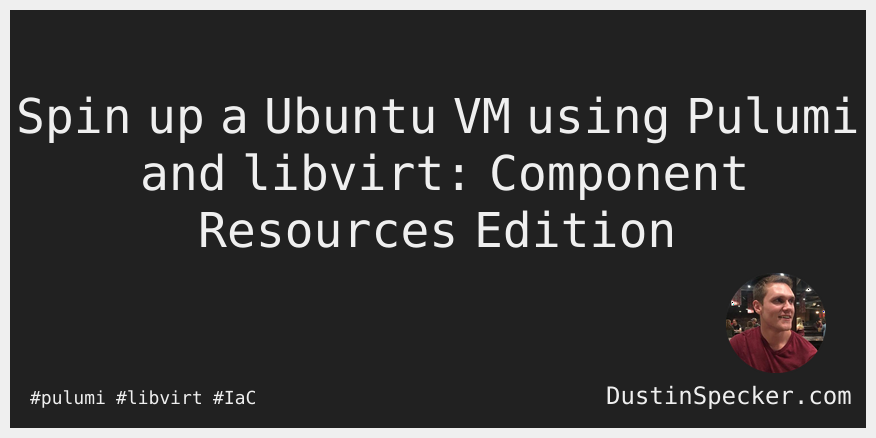 Spin up a Ubuntu VM using Pulumi
and libvirt: Component
Resources Edition
#pulumi #libvirt #IaC
DustinSpecker.com